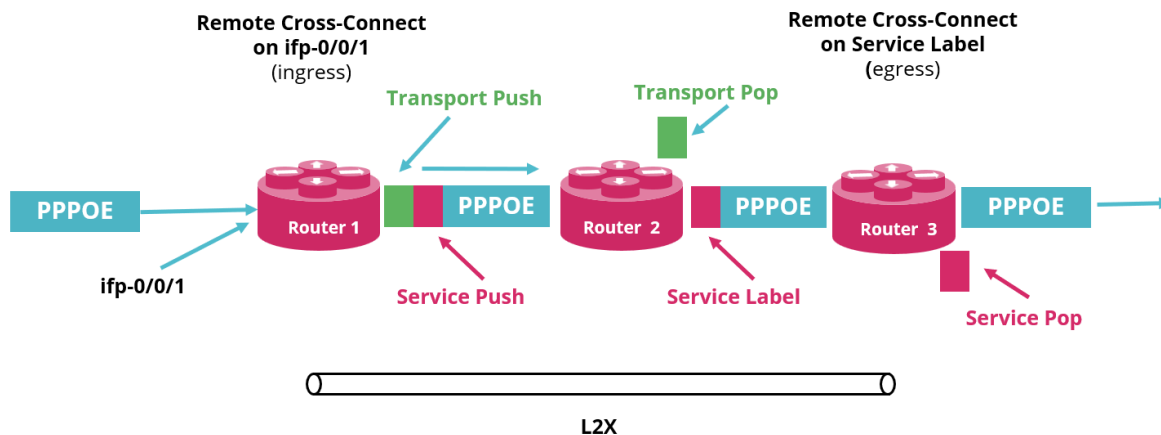 Remote Cross-Connect
on ifp-0/0/1
(ingress)
Remote Cross-Connect
on Service Label
(egress)
Transport Push
Transport Pop
PPPOE
Router 1
PPPOE
Router 2
PPPOE
Router 3
PPPOE
ifp-0/0/1
Service Push
Service Label
Service Pop
L2X